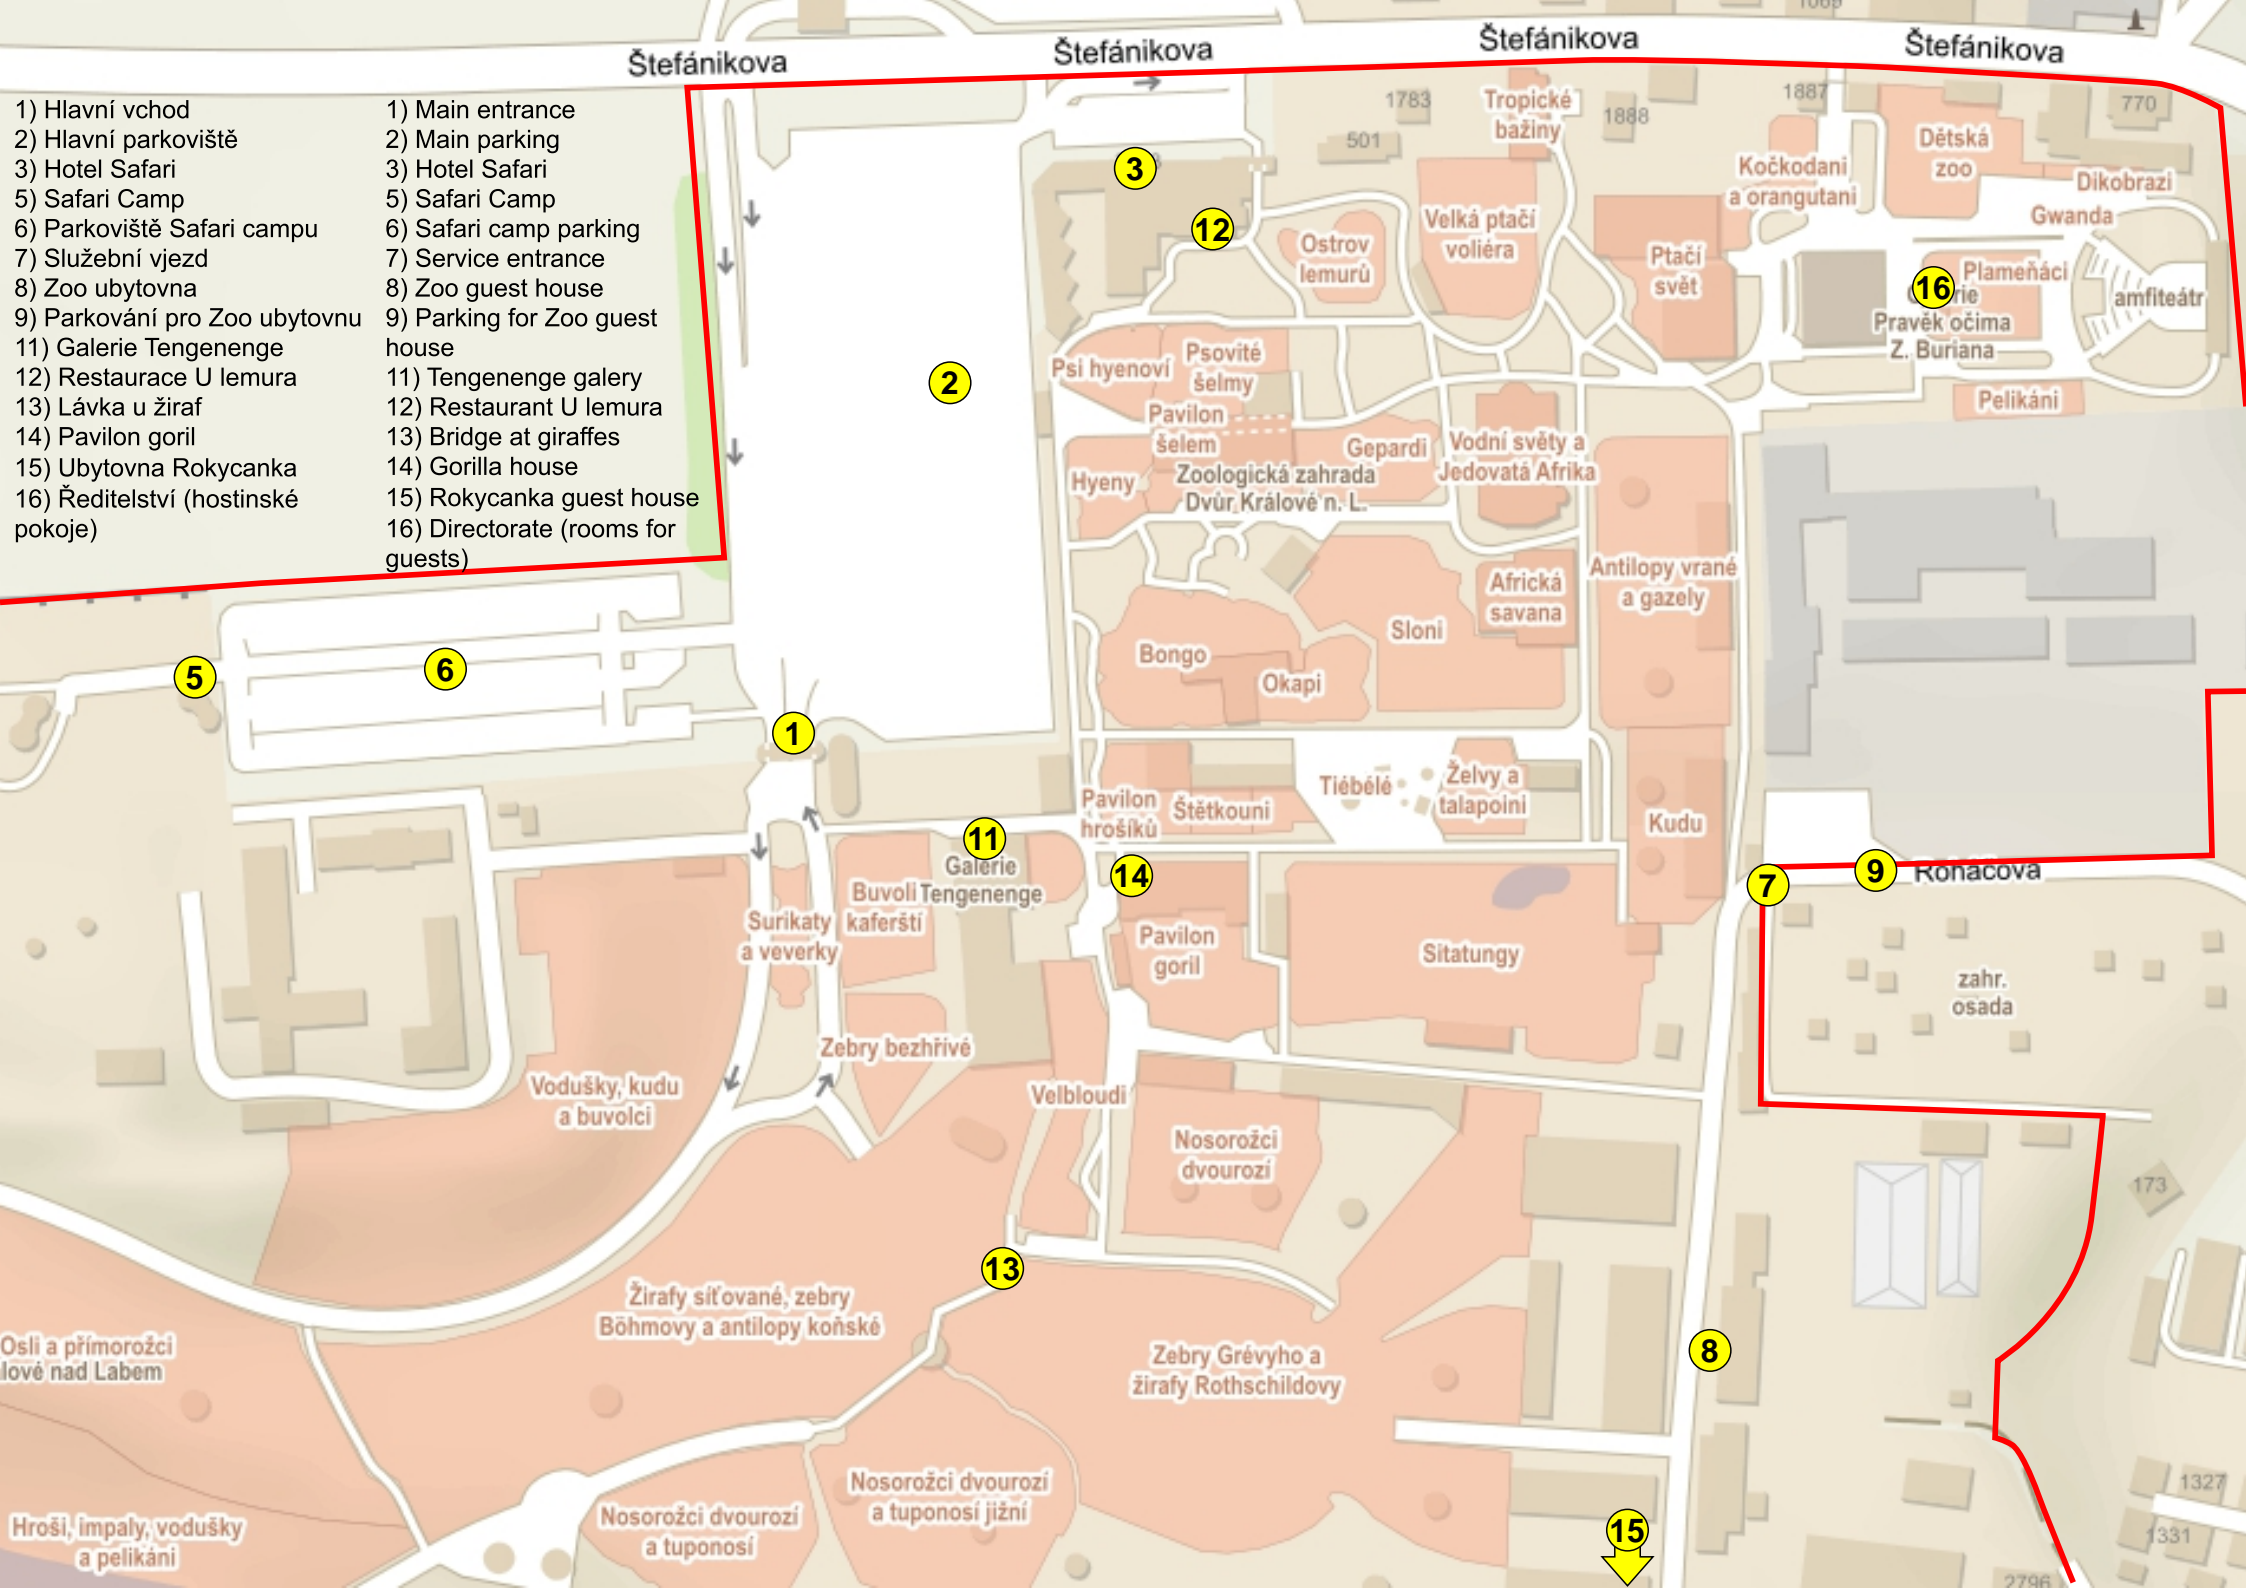 Štefánikova
Štefánikova
Štefánikova
Štefánikova
1) Hlavní vchod
2) Hlavní parkoviště
3) Hotel Safari
5) Safari Camp
6) Parkoviště Safari campu
7) Služební vjezd
8) Zoo ubytovna
9) Parkování pro Zoo ubytovnu
11) Galerie Tengenenge
12) Restaurace U lemura
13) Lávka u žiraf
14) Pavilon goril
15) Ubytovna Rokycanka
16) Ředitelství (hostinské
pokoje)
1) Main entrance
2) Main parking
3) Hotel Safari
5) Safari Camp
6) Safari camp parking
7) Service entrance
8) Zoo guest house
9) Parking for Zoo guest
house
11) Tengenenge galery
12) Restaurant U lemura
13) Bridge at giraffes
14) Gorilla house
15) Rokycanka guest house
16) Directorate (rooms for
guests)
1069
1783
501
Tropické
bažiny
1888
1887
770
Dětská
zoo
Kočkodani
a orangutani
Dikobrazi
Gwanda
3
12
Ostrov
lemurů
Velká ptačí
voliéra
Ptačí
svět
16
Plameňáci
Pravěk očima
Z. Buriana
amfiteátr
Pelikáni
2
Psi hyenoví
Psovité
šelmy
Pavilon
šelem
Gepardi
Hyeny
Zoologická zahrada
Dvůr Králové n. L.
Vodní světy a
Jedovatá Afrika
Antilopy vrané
a gazely
Africká
savana
Sloni
Bongo
Okapi
5
6
1
Pavilon
hrošíků
Štětkouni
Tiébélé
Želvy a
talapoini
Kudu
11
Galerie
Tengenenge
14
7
9
Roháčova
Buvoli
kaferští
Surikaty
a veverky
Pavilon
goril
Sitatungy
zahr.
osada
Zebry bezhřívé
Vodušky, kudu
a buvolci
Velbloudi
Nosorožci
dvourozí
173
13
Žirafy síťované, zebry
Böhmovy a antilopy koňské
Zebry Grévyho a
žirafy Rothschildovy
8
Osli a přímorožci
lové nad Labem
Nosorožci dvourozí
a tuponosí jižní
Nosorožci dvourozí
a tuponosí
Hroši, impaly, vodušky
a pelikáni
15
1327
1331
2796